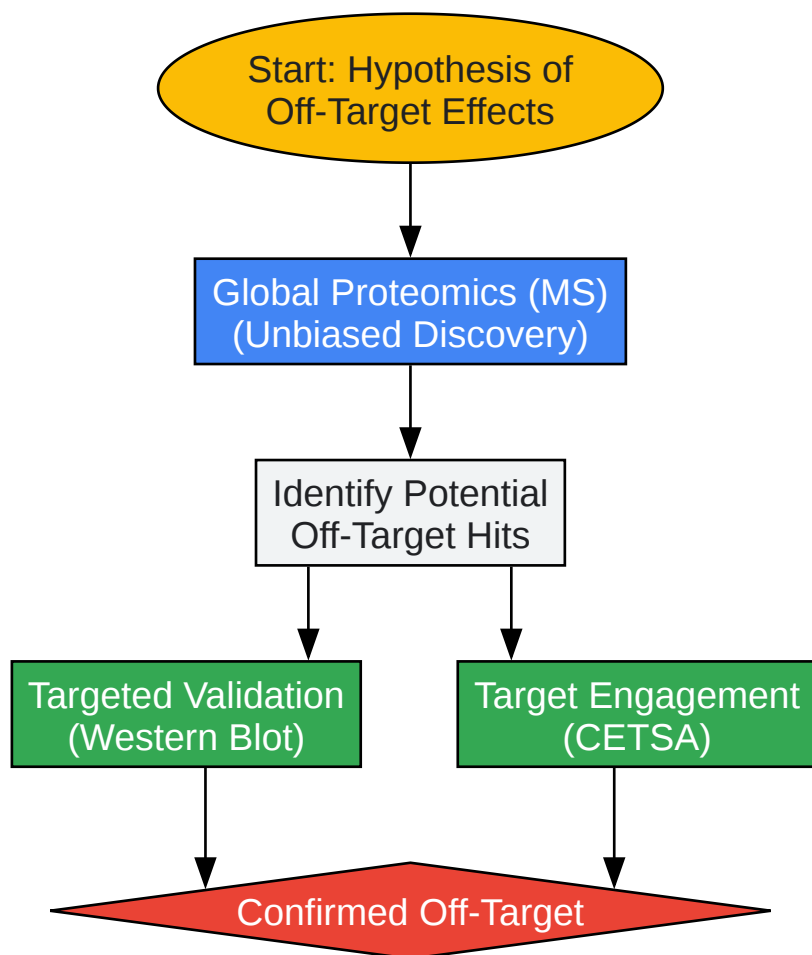 Start: Hypothesis of
Off-Target Effects
Global Proteomics (MS)
(Unbiased Discovery)
Identify Potential
Off-Target Hits
Targeted Validation
(Western Blot)
Target Engagement
(CETSA)
Confirmed Off-Target